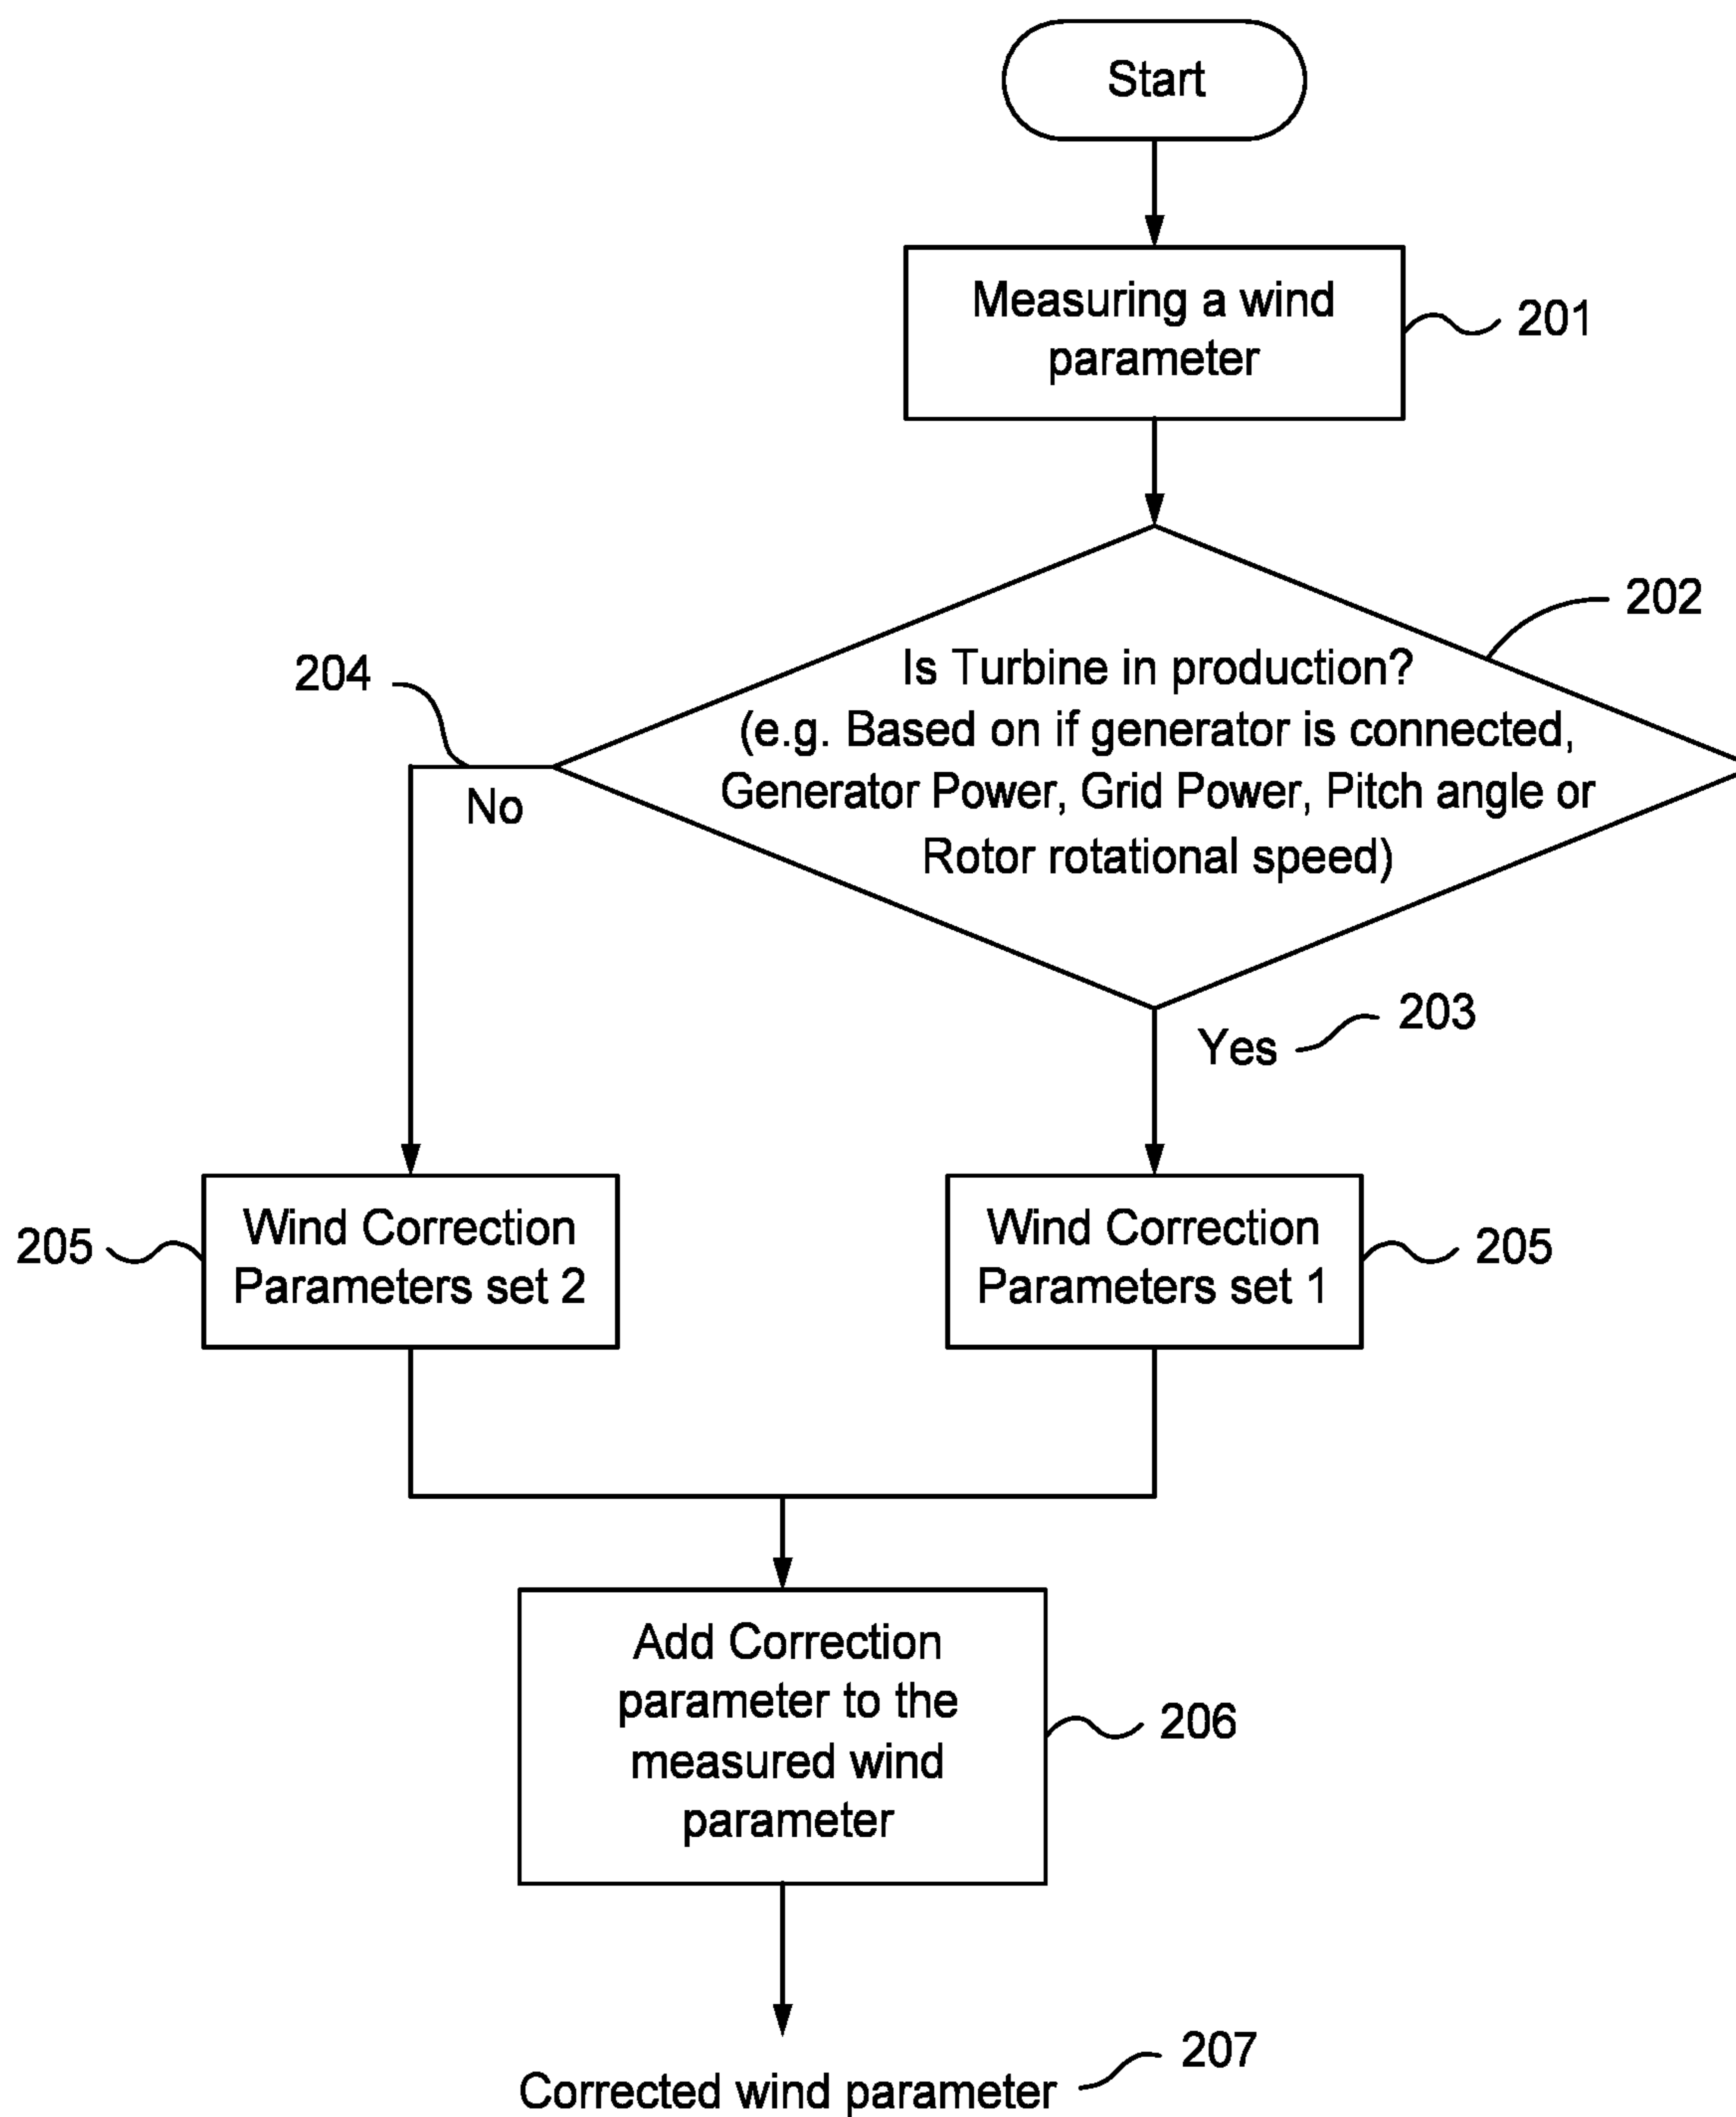 Start
Measuring a wind
parameter
201
202
Is Turbine in production?
(e.g. Based on if generator is connected,
Generator Power, Grid Power, Pitch angle or
Rotor rotational speed)
204
No
203
Yes
205
Wind Correction
Parameters set 2
Wind Correction
Parameters set 1
205
Add Correction
parameter to the
measured wind
parameter
206
207
Corrected wind parameter